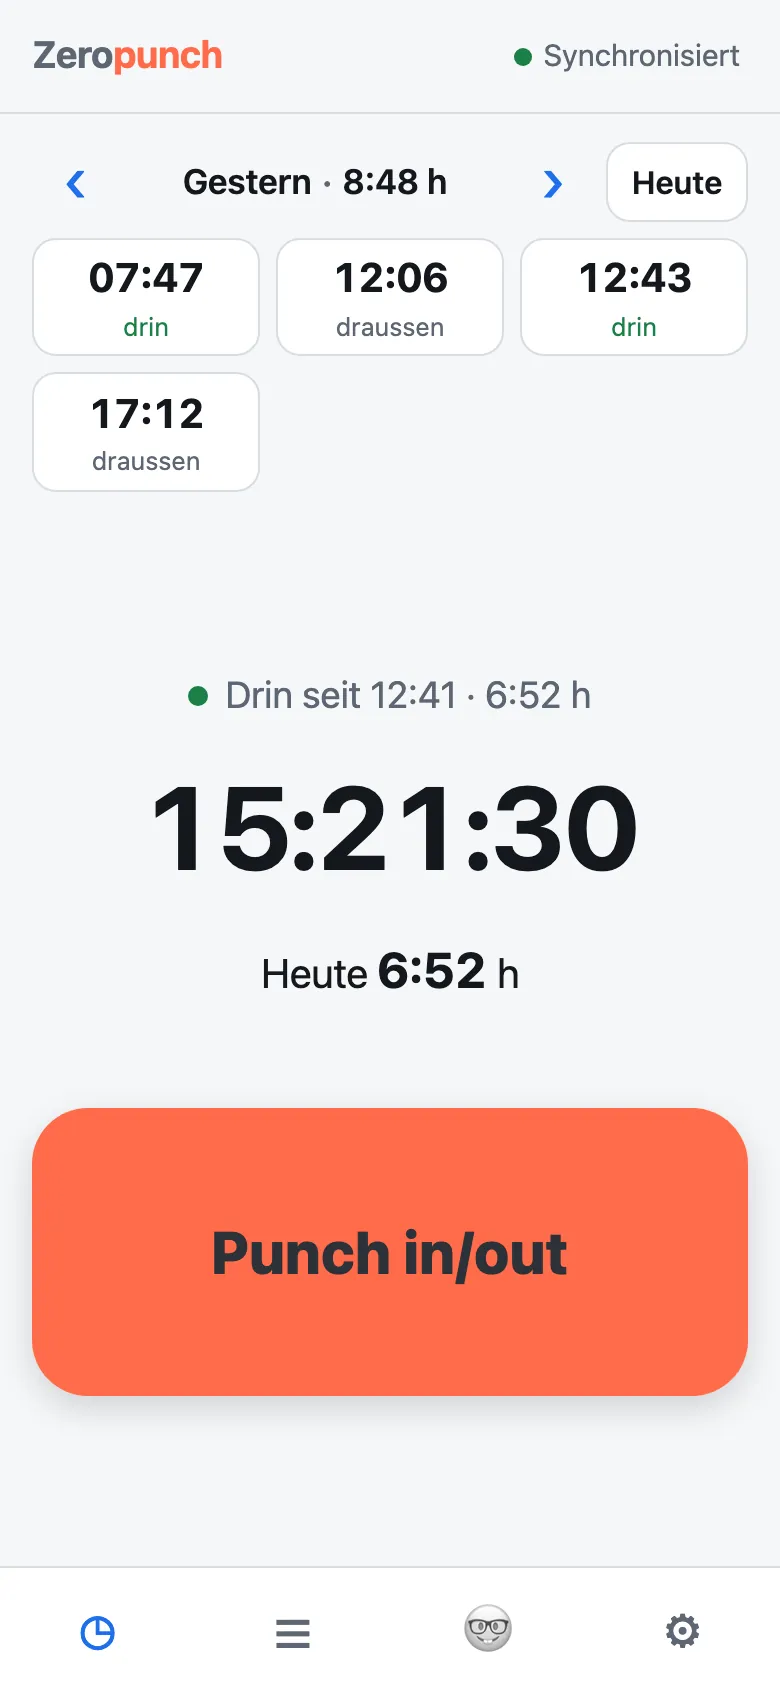 Zeropunch
Synchronisiert
‹ Gestern · 8:48 h › Heute
07:47
drin
12:06
draussen
12:43
drin
17:12
draussen
Drin seit 12:41 · 6:52 h
15:21:30
Heute 6:52 h
Punch in/out